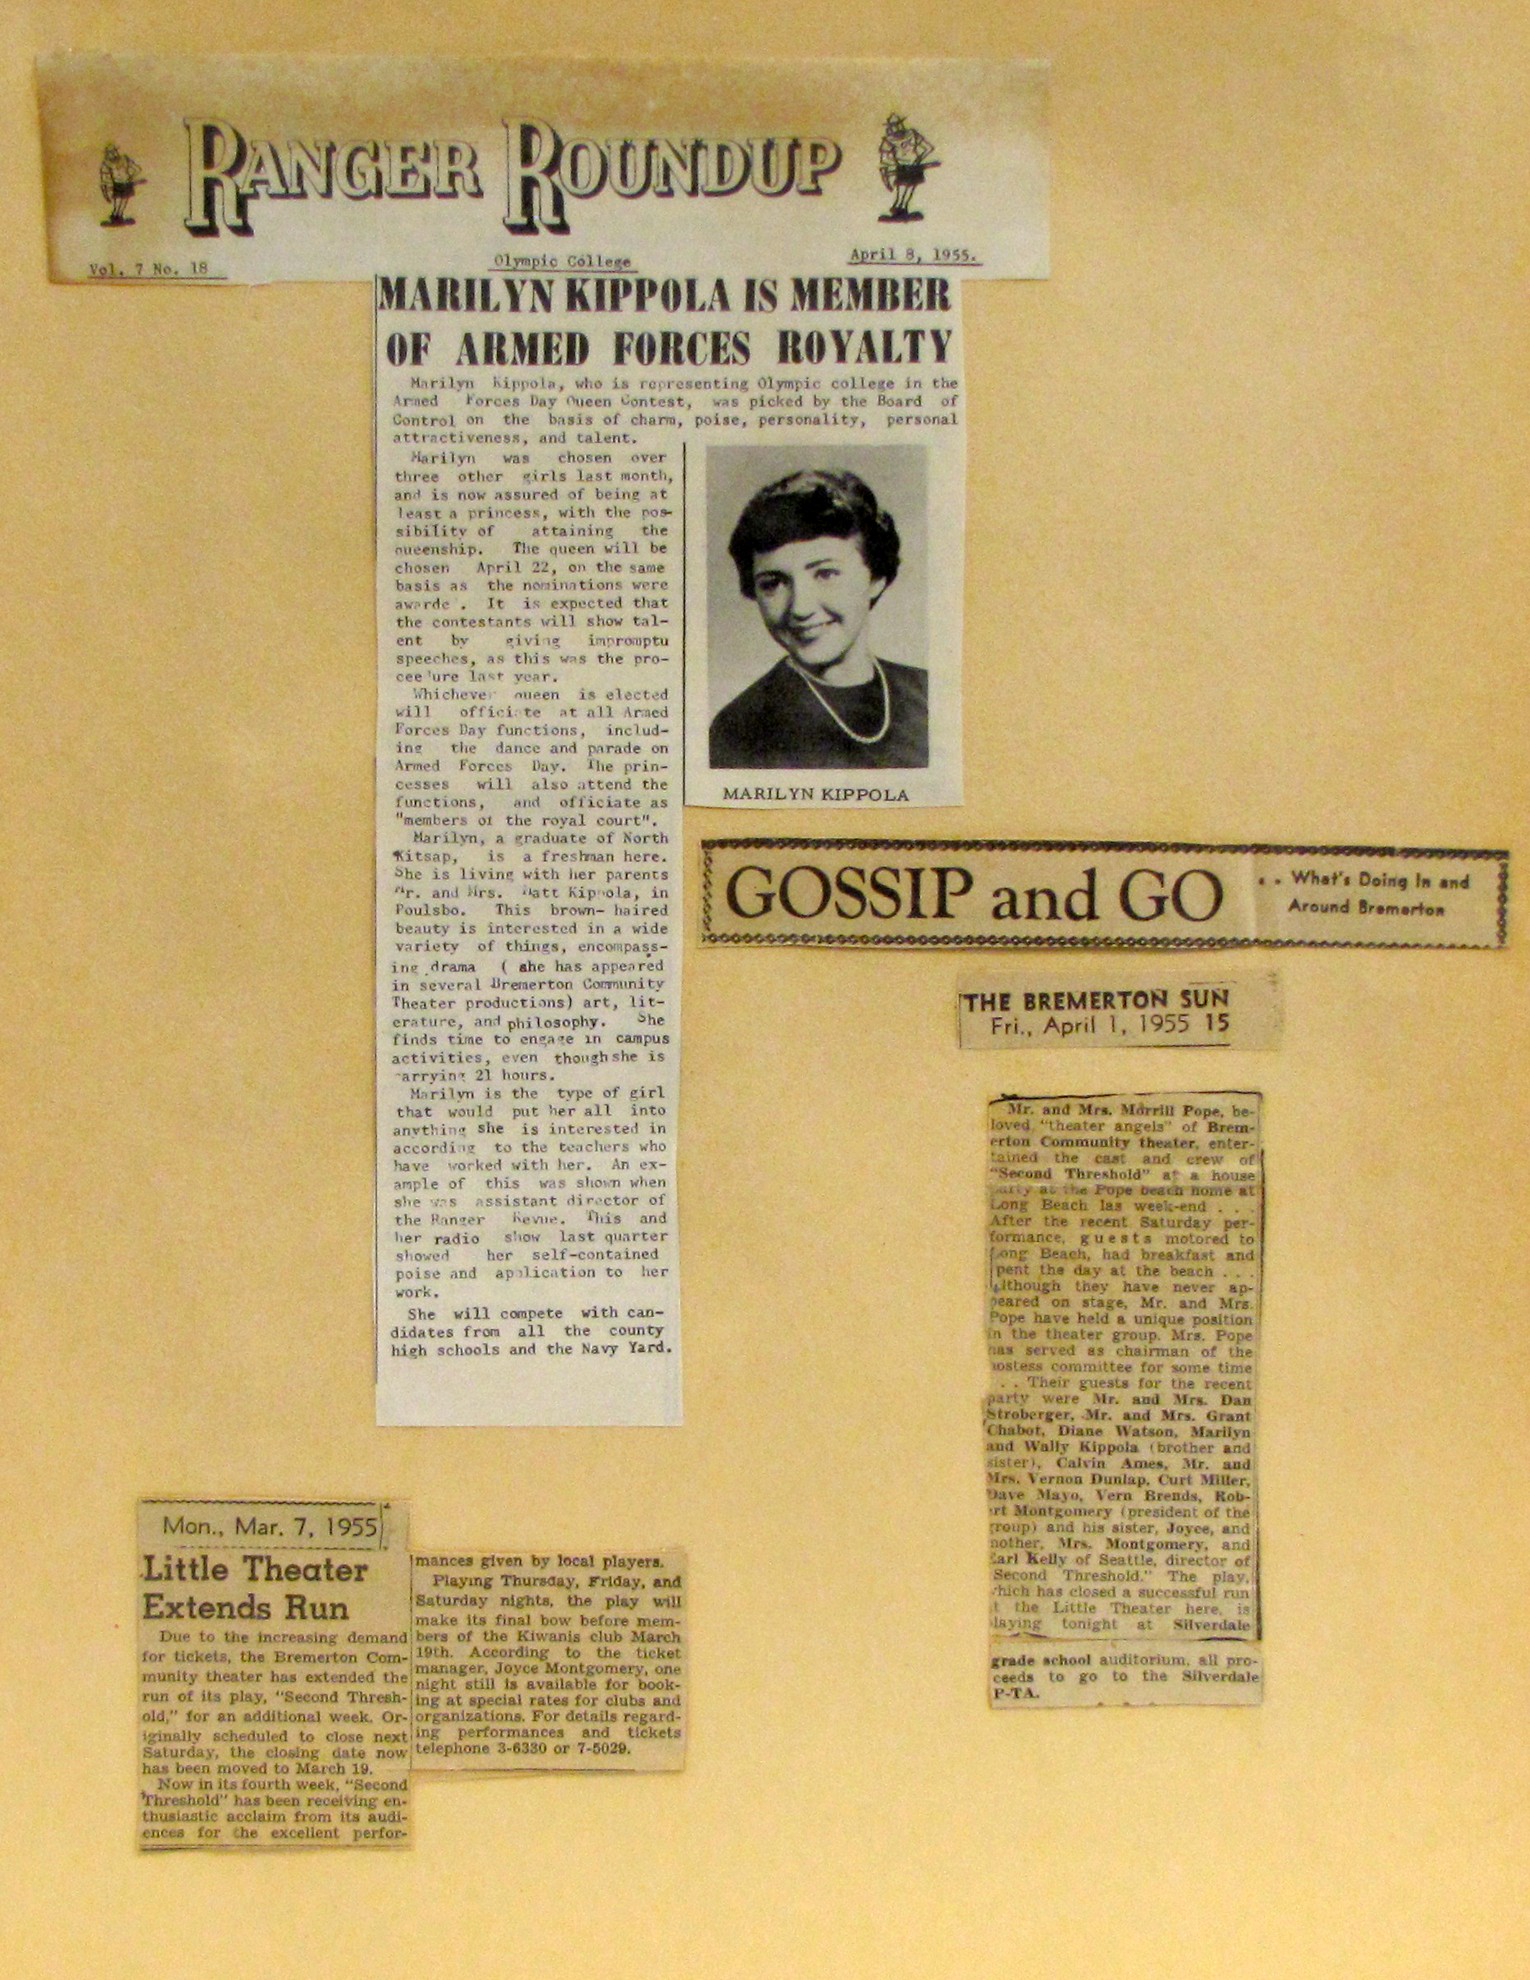 RANGER ROUNDUP
Vol. 7 No. 18
Olympic College
April 8, 1955.
MARILYN KIPPOLA IS MEMBER
OF ARMED FORCES ROYALTY
Marilyn Kippola, who is representing Olympic college in the
Armed Forces Day Queen Contest, was picked by the Board of
Control on the basis of charm, poise, personality, personal
attractiveness, and talent.
Marilyn was chosen over
three other girls last month,
and is now assured of being at
least a princess, with the pos-
sibility of attaining the
queenship. The queen will be
chosen April 22, on the same
basis as the nominations were
awarde . It is expected that
the contestants will show tal-
ent by giving impromptu
speeches, as this was the pro-
cee'ure last year.
Whichever queen is elected
will officiate at all Armed
Forces Day functions, includ-
ing the dance and parade on
Armed Forces Day. The prin-
cesses will also attend the
functions, and officiate as
"members of the royal court".
Marilyn, a graduate of North
Kitsap, is a freshman here.
She is living with her parents
Mr. and Mrs. Matt Kippola, in
Poulsbo. This brown- haired
beauty is interested in a wide
variety of things, encompass-
ing drama ( she has appeared
in several Bremerton Community
Theater productions) art, lit-
erature, and philosophy. She
finds time to engage in campus
activities, even though she is
carrying 21 hours.
Marilyn is the type of girl
that would put her all into
anything she is interested in
according to the teachers who
have worked with her. An ex-
ample of this was shown when
she was assistant director of
the Ranger Revue. This and
her radio show last quarter
showed her self-contained
poise and application to her
work.
She will compete with can-
didates from all the county
high schools and the Navy Yard.
MARILYN KIPPOLA
GOSSIP and GO
. . What's Doing In and
Around Bremerton
THE BREMERTON SUN
Fri., April 1, 1955 15
Mr. and Mrs. Morrill Pope, be-
loved "theater angels" of Brem-
erton Community theater, enter-
tained the cast and crew of
"Second Threshold" at a house
party at the Pope beach home at
Long Beach las week-end . . .
After the recent Saturday per-
formance, guests motored to
Long Beach, had breakfast and
spent the day at the beach . . .
Although they have never ap-
peared on stage, Mr. and Mrs.
Pope have held a unique position
in the theater group. Mrs. Pope
has served as chairman of the
hostess committee for some time
. . Their guests for the recent
party were Mr. and Mrs. Dan
Stroberger, Mr. and Mrs. Grant
Chabot, Diane Watson, Marilyn
and Wally Kippola (brother and
sister), Calvin Ames, Mr. and
Mrs. Vernon Dunlap, Curt Miller,
Dave Mayo, Vern Brends, Rob-
ert Montgomery (president of the
group) and his sister, Joyce, and
mother, Mrs. Montgomery, and
Carl Kelly of Seattle, director of
Second Threshold." The play,
which has closed a successful run
at the Little Theater here, is
playing tonight at Silverdale
grade school auditorium, all pro-
ceeds to go to the Silverdale
P-TA.
Mon., Mar. 7, 1955
Little Theater
Extends Run
Due to the increasing demand
for tickets, the Bremerton Com-
munity theater has extended the
run of its play, "Second Thresh-
old," for an additional week. Or-
iginally scheduled to close next
Saturday, the closing date now
has been moved to March 19.
Now in its fourth week, "Second
Threshold" has been receiving en-
thusiastic acclaim from its audi-
ences for the excellent perfor-
mances given by local players.
Playing Thursday, Friday, and
Saturday nights, the play will
make its final bow before mem-
bers of the Kiwanis club March
19th. According to the ticket
manager, Joyce Montgomery, one
night still is available for book-
ing at special rates for clubs and
organizations. For details regard-
ing performances and tickets
telephone 3-6330 or 7-5029.